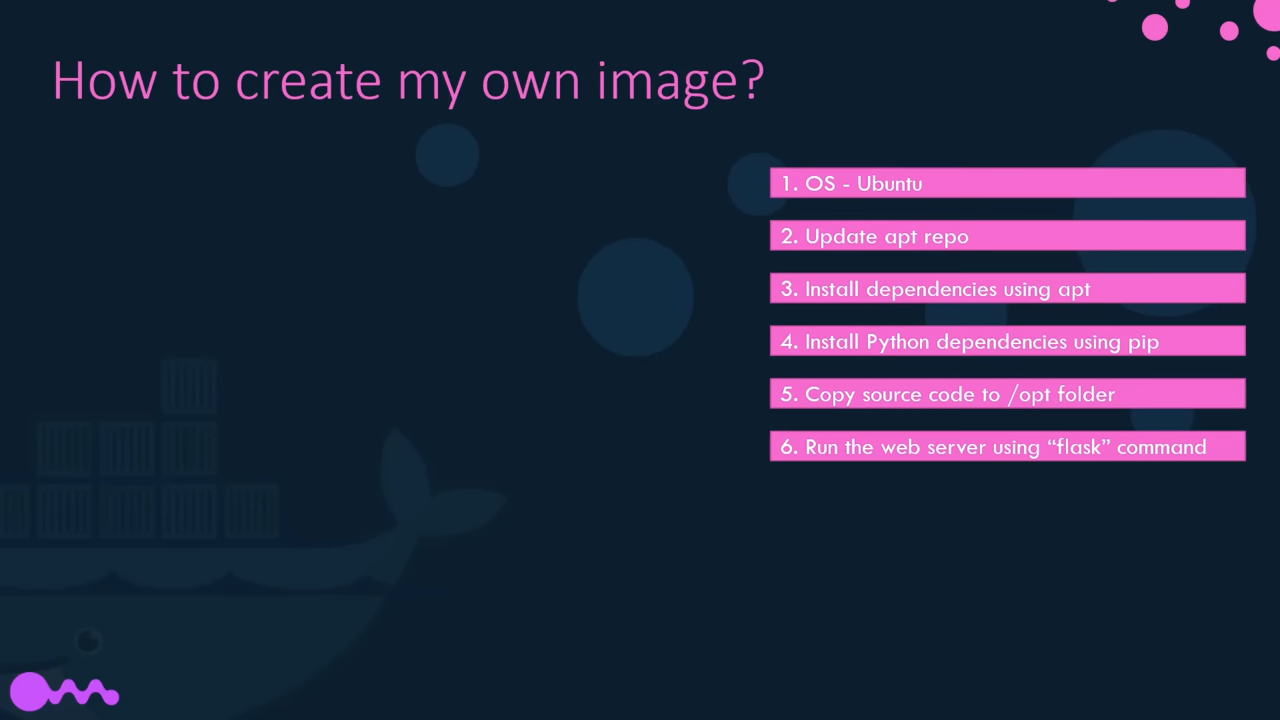 How to create my own image?
1. OS - Ubuntu
2. Update apt repo
3. Install dependencies using apt
4. Install Python dependencies using pip
5. Copy source code to /opt folder
6. Run the web server using “flask” command